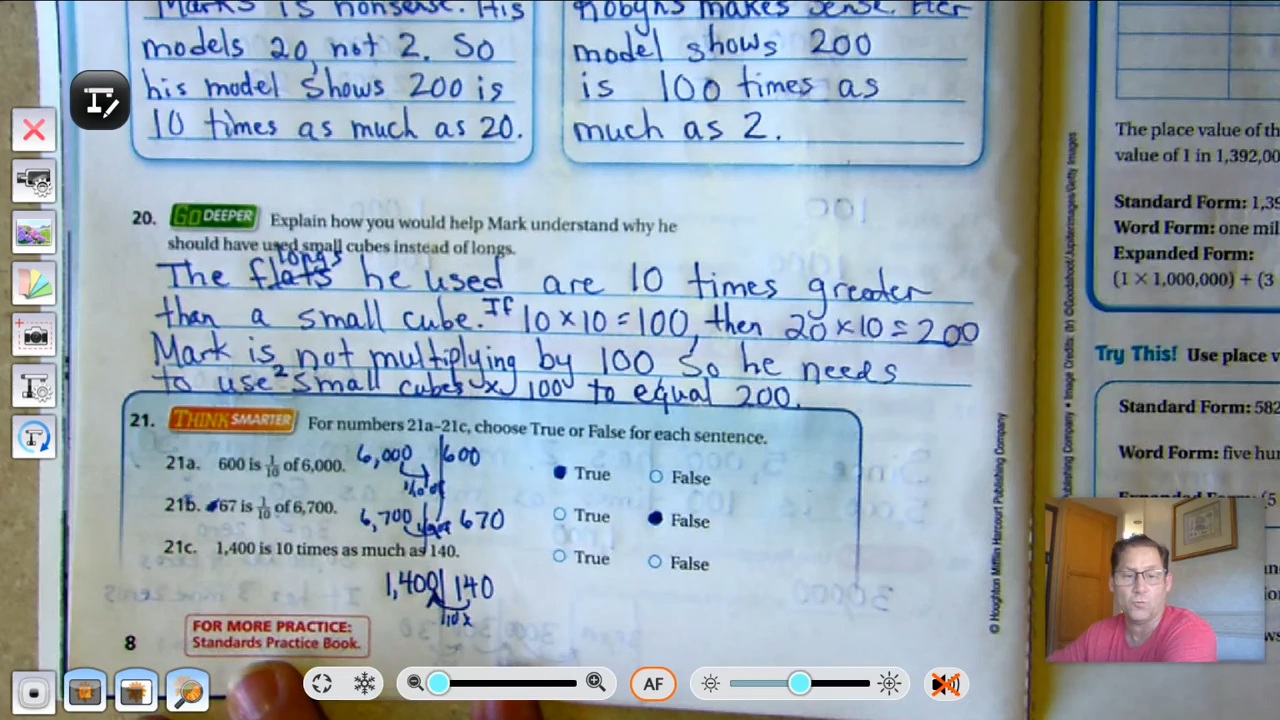 Mark's is nonsense. His
models 20, not 2. So
his model shows 200 is
10 times as much as 20.
Robyn's makes sense. Her
model shows 200
is 100 times as
much as 2.
20. GO DEEPER Explain how you would help Mark understand why he
should have used small cubes instead of longs.
longs
The flats he used are 10 times greater
than a small cube. If 10 x 10 = 100, then 20 x 10 = 200
Mark is not multiplying by 100 so he needs
to use 2 small cubes x 100 to equal 200.
21. THINK SMARTER For numbers 21a–21c, choose True or False for each sentence.
21a. 600 is 1/10 of 6,000. 6,000 | 600 True False
1/10 of
21b. 67 is 1/10 of 6,700. 6,700 | 670 True False
21c. 1,400 is 10 times as much as 140. True False
1,400 | 140
10x
8
FOR MORE PRACTICE:
Standards Practice Book.
© Houghton Mifflin Harcourt Publishing Company
The place value of th
value of 1 in 1,392,00
Standard Form: 1,39
Word Form: one mil
Expanded Form:
(1 × 1,000,000) + (3
Try This! Use place v
Standard Form: 582
Word Form: five hun
Publishing Company • Image Credits: (bl) ©Goodshoot/Jupiterimages/Getty Images
AF